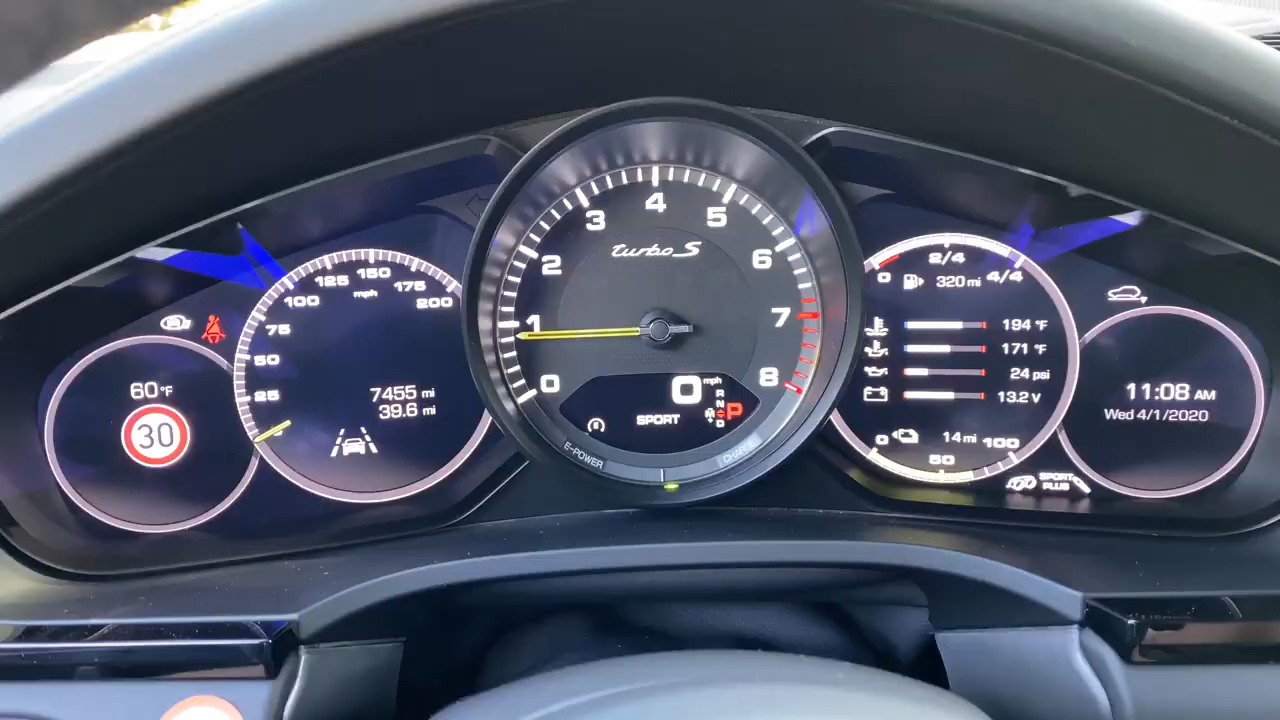 60°F
30
25
50
75
100
125
150
175
200
mph
7455 mi
39.6 mi
turbo S
0
1
2
3
4
5
6
7
8
0 mph
SPORT
R
N
D
M
P
E-POWER
CHARGE
0
2/4
4/4
320 mi
194 °F
171 °F
24 psi
13.2 V
14 mi
0
50
100
SPORT
PLUS
11:08 AM
Wed 4/1/2020